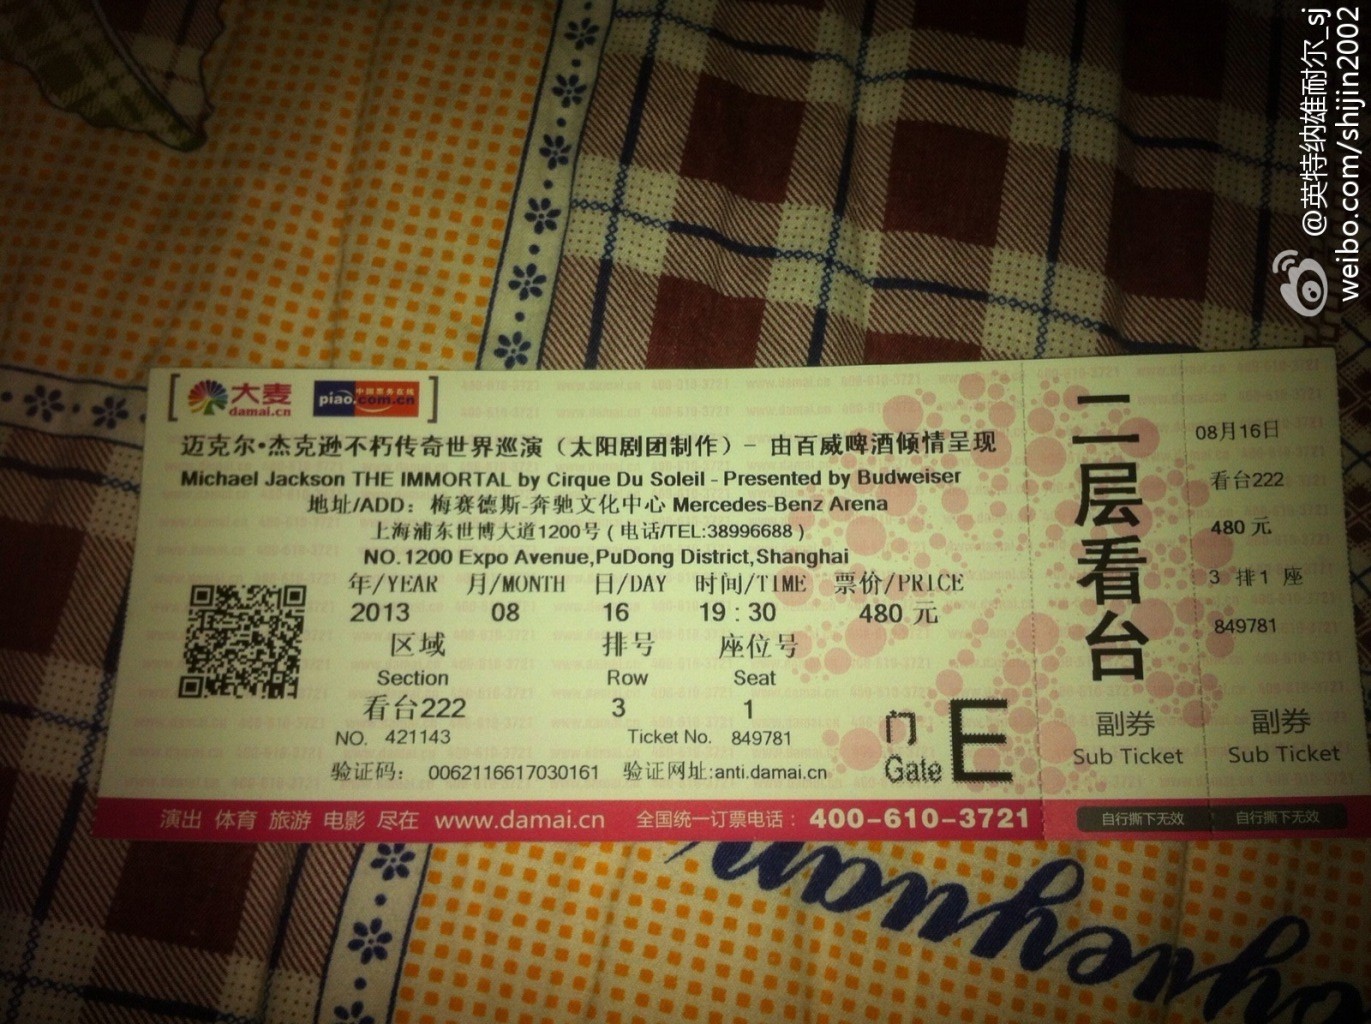 @英特纳雄耐尔_sj
weibo.com/shijin2002
大麦
damai.cn
中国票务在线
piao.com.cn
迈克尔·杰克逊不朽传奇世界巡演（太阳剧团制作）- 由百威啤酒倾情呈现
Michael Jackson THE IMMORTAL by Cirque Du Soleil - Presented by Budweiser
地址/ADD: 梅赛德斯-奔驰文化中心 Mercedes-Benz Arena
上海浦东世博大道1200号 ( 电话/TEL:38996688 )
NO.1200 Expo Avenue,PuDong District,Shanghai
年/YEAR 月/MONTH 日/DAY 时间/TIME 票价/PRICE
2013 08 16 19 : 30 480 元
区域 排号 座位号
Section Row Seat
看台222 3 1
NO. 421143 Ticket No. 849781
验证码： 0062116617030161 验证网址:anti.damai.cn
门
Gate E
演出 体育 旅游 电影 尽在 www.damai.cn 全国统一订票电话： 400-610-3721
二层看台
副券
Sub Ticket
自行撕下无效
08月16日
看台222
480 元
3 排 1 座
849781
副券
Sub Ticket
自行撕下无效